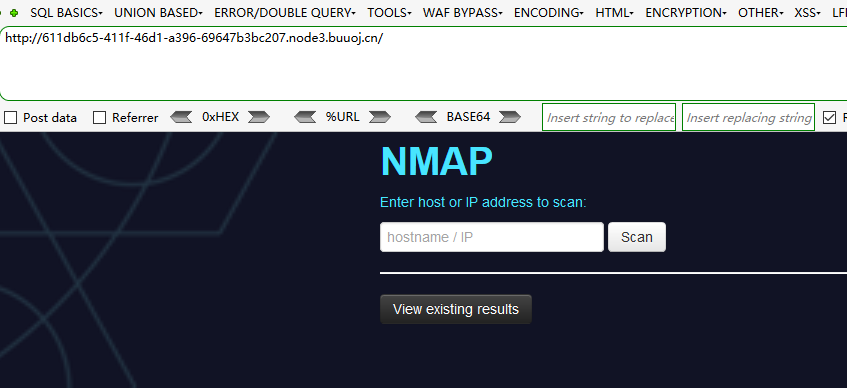 SQL BASICS▾ UNION BASED▾ ERROR/DOUBLE QUERY▾ TOOLS▾ WAF BYPASS▾ ENCODING▾ HTML▾ ENCRYPTION▾ OTHER▾ XSS▾ LF
http://611db6c5-411f-46d1-a396-69647b3bc207.node3.buuoj.cn/
Post data Referrer 0xHEX %URL BASE64 Insert string to replace Insert replacing string
NMAP
Enter host or IP address to scan:
hostname / IP Scan
View existing results